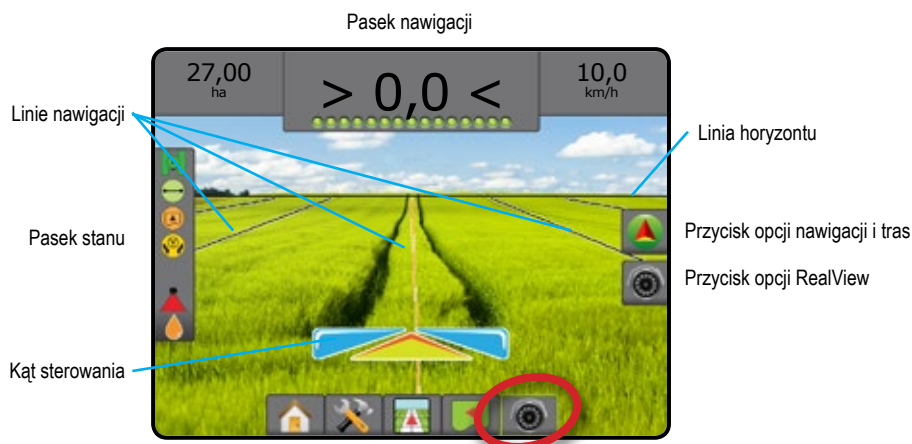 Pasek nawigacji
27,00
ha
> 0,0 <
10,0
km/h
Linie nawigacji
Linia horyzontu
Pasek stanu
Przycisk opcji nawigacji i tras
Przycisk opcji RealView
Kąt sterowania